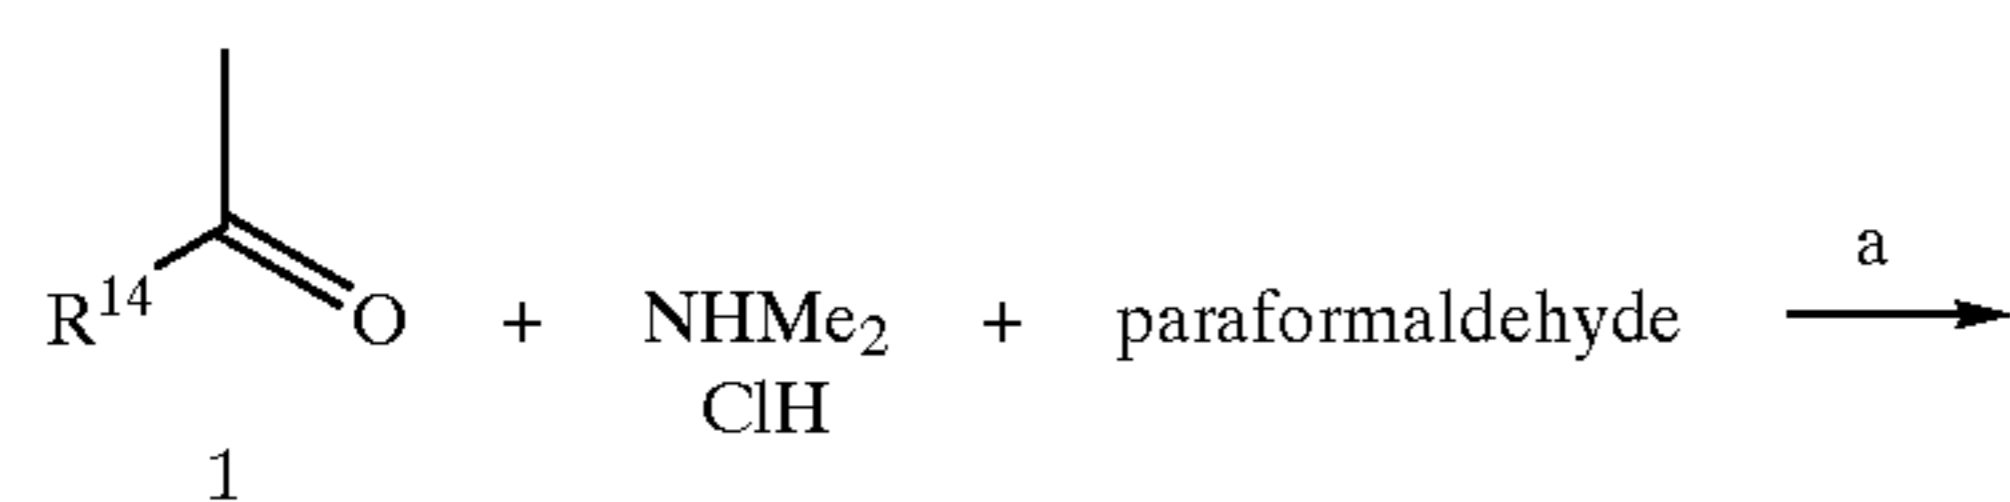 a
R¹⁴ O + NHMe₂ + paraformaldehyde
ClH
1